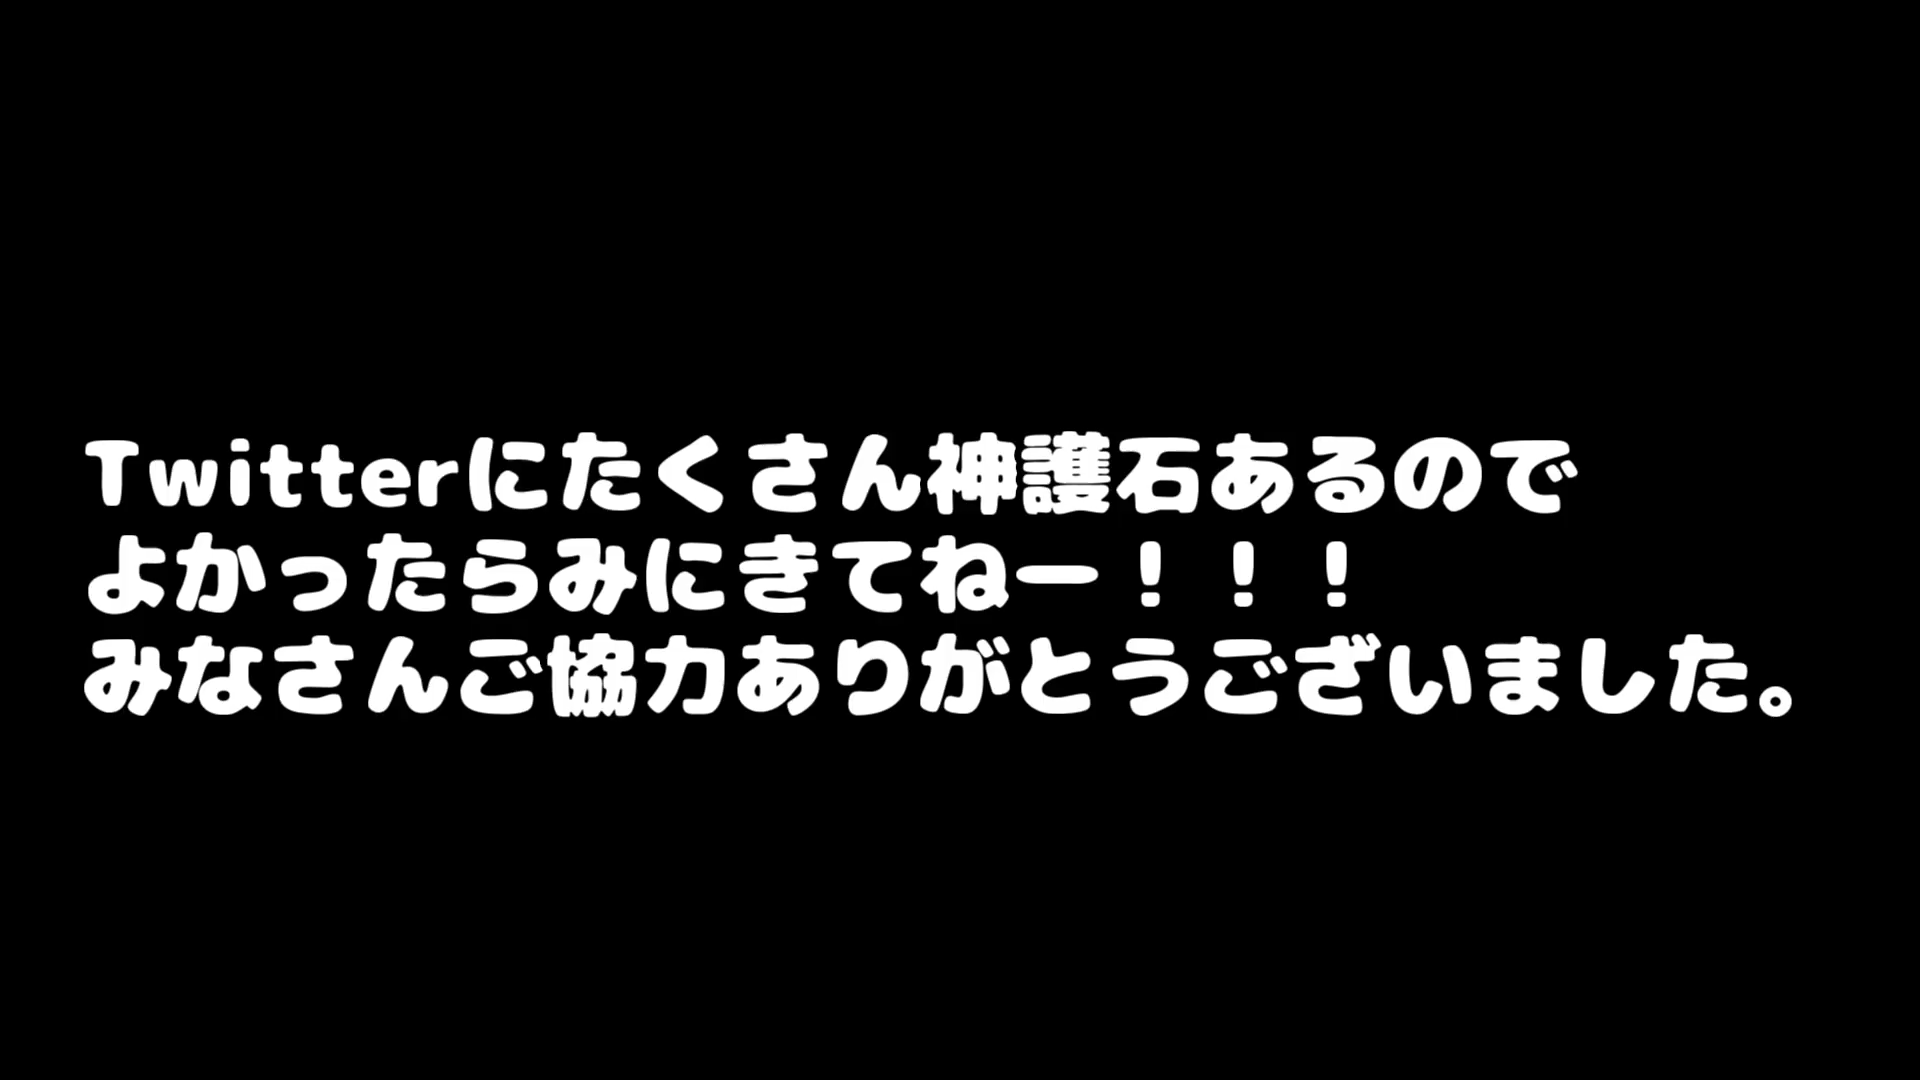 Twitterにたくさん神護石あるので
よかったらみにきてねー！！！
みなさんご協力ありがとうございました。